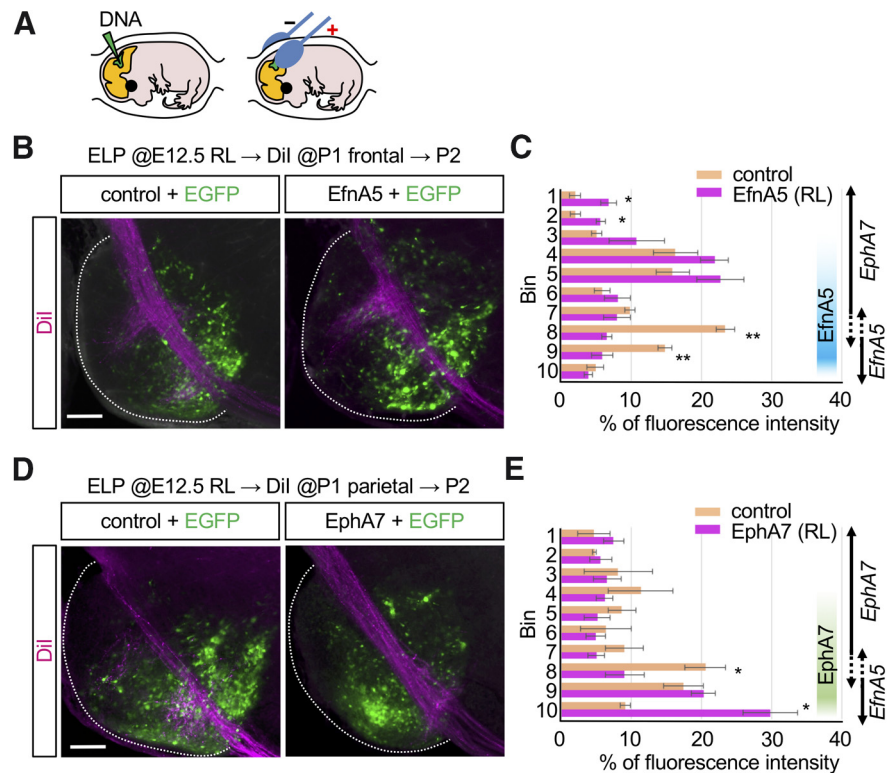 A
DNA
–
+
B
ELP @E12.5 RL → DiI @P1 frontal → P2
control + EGFP
EfnA5 + EGFP
DiI
C
control
EfnA5 (RL)
Bin
1
2
3
4
5
6
7
8
9
10
*
*
**
**
0
10
20
30
40
% of fluorescence intensity
EfnA5
EphA7
EfnA5
D
ELP @E12.5 RL → DiI @P1 parietal → P2
control + EGFP
EphA7 + EGFP
DiI
E
control
EphA7 (RL)
Bin
1
2
3
4
5
6
7
8
9
10
*
*
0
10
20
30
40
% of fluorescence intensity
EphA7
EphA7
EfnA5